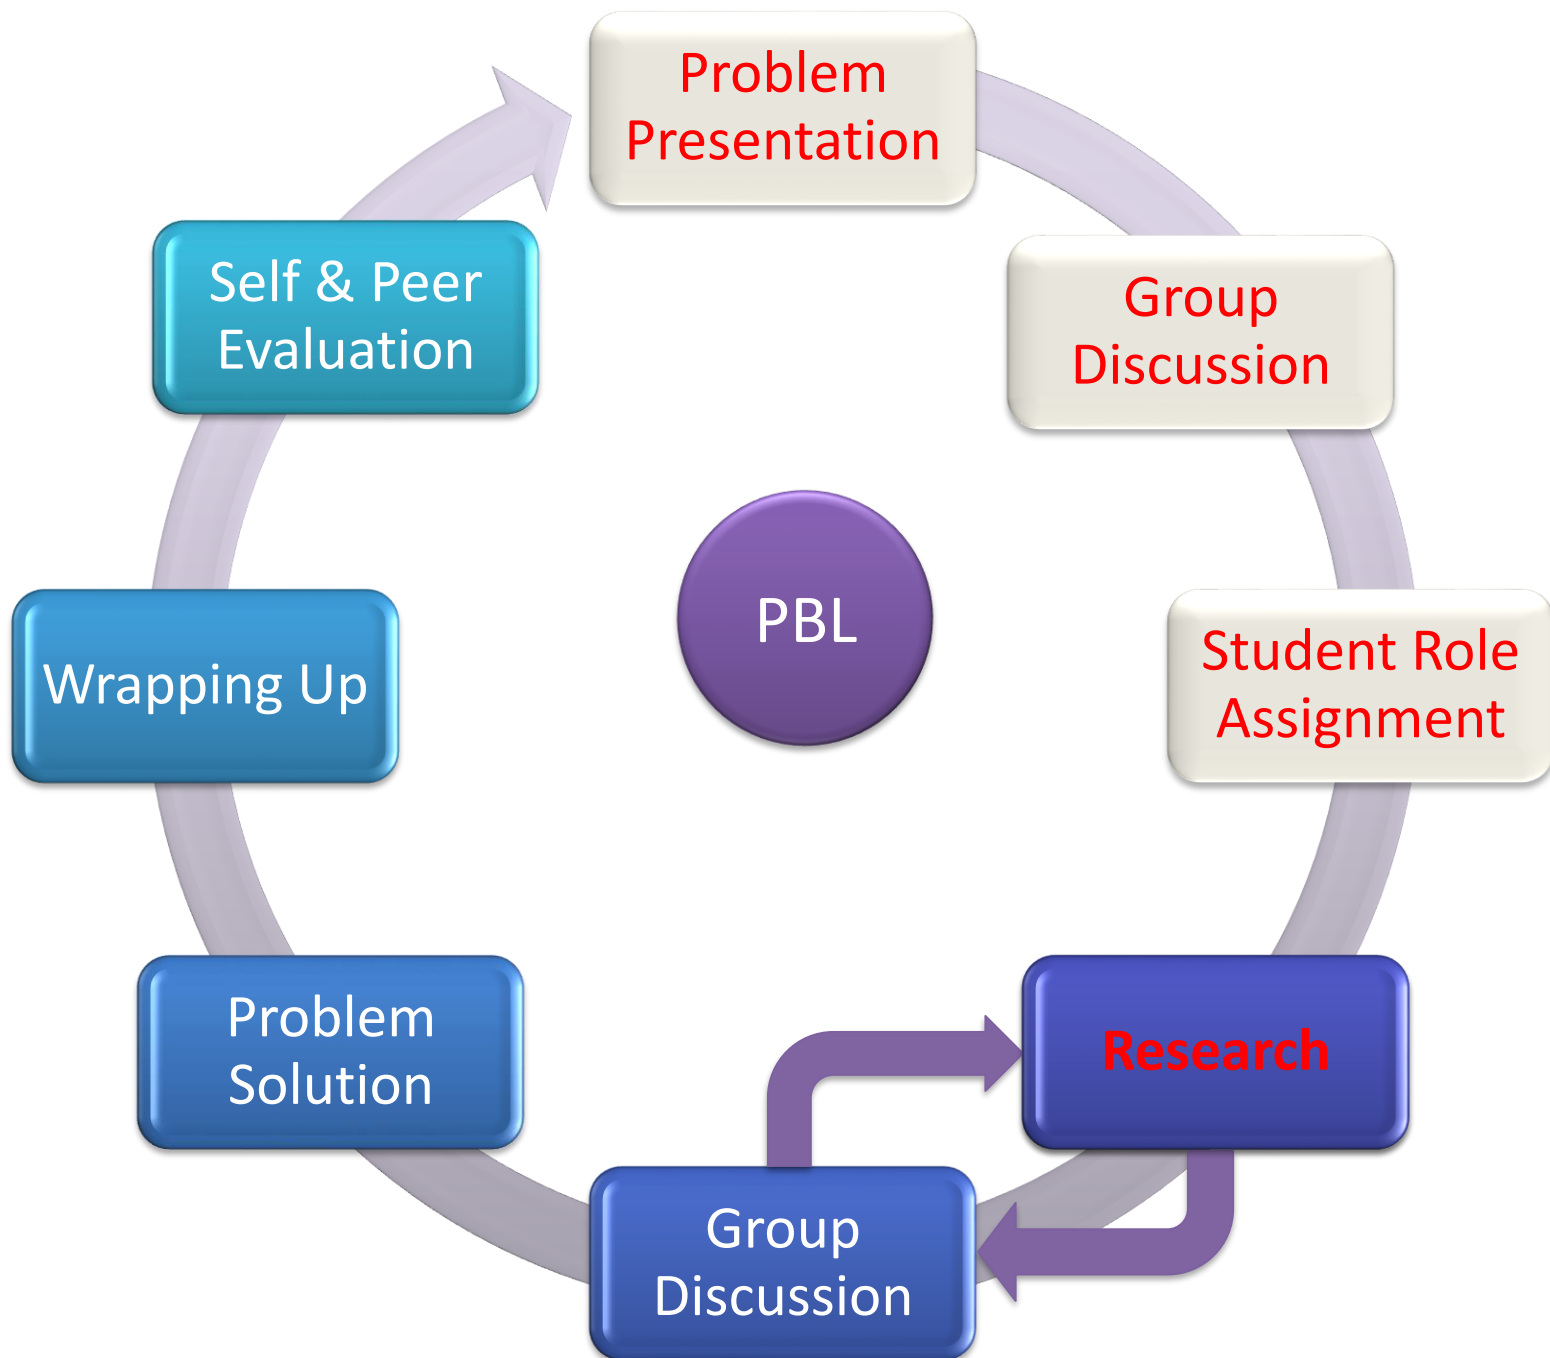 Problem
Presentation
Group
Discussion
Student Role
Assignment
Research
Group
Discussion
Problem
Solution
Wrapping Up
Self & Peer
Evaluation
PBL